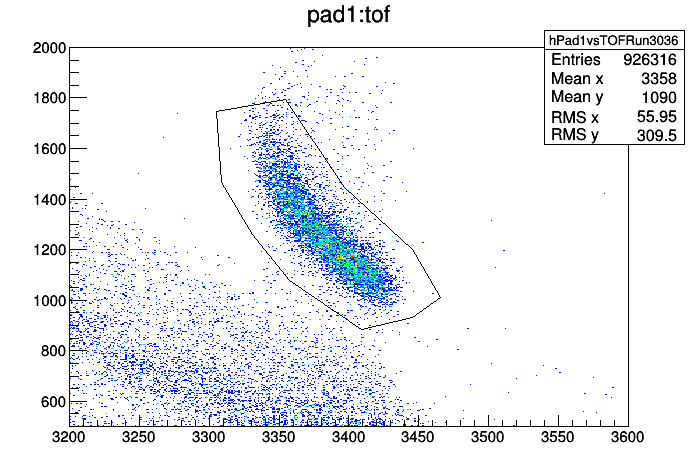 pad1:tof
hPad1vsTOFRun3036
Entries 926316
Mean x 3358
Mean y 1090
RMS x 55.95
RMS y 309.5
2000
1800
1600
1400
1200
1000
800
600
3200 3250 3300 3350 3400 3450 3500 3550 3600